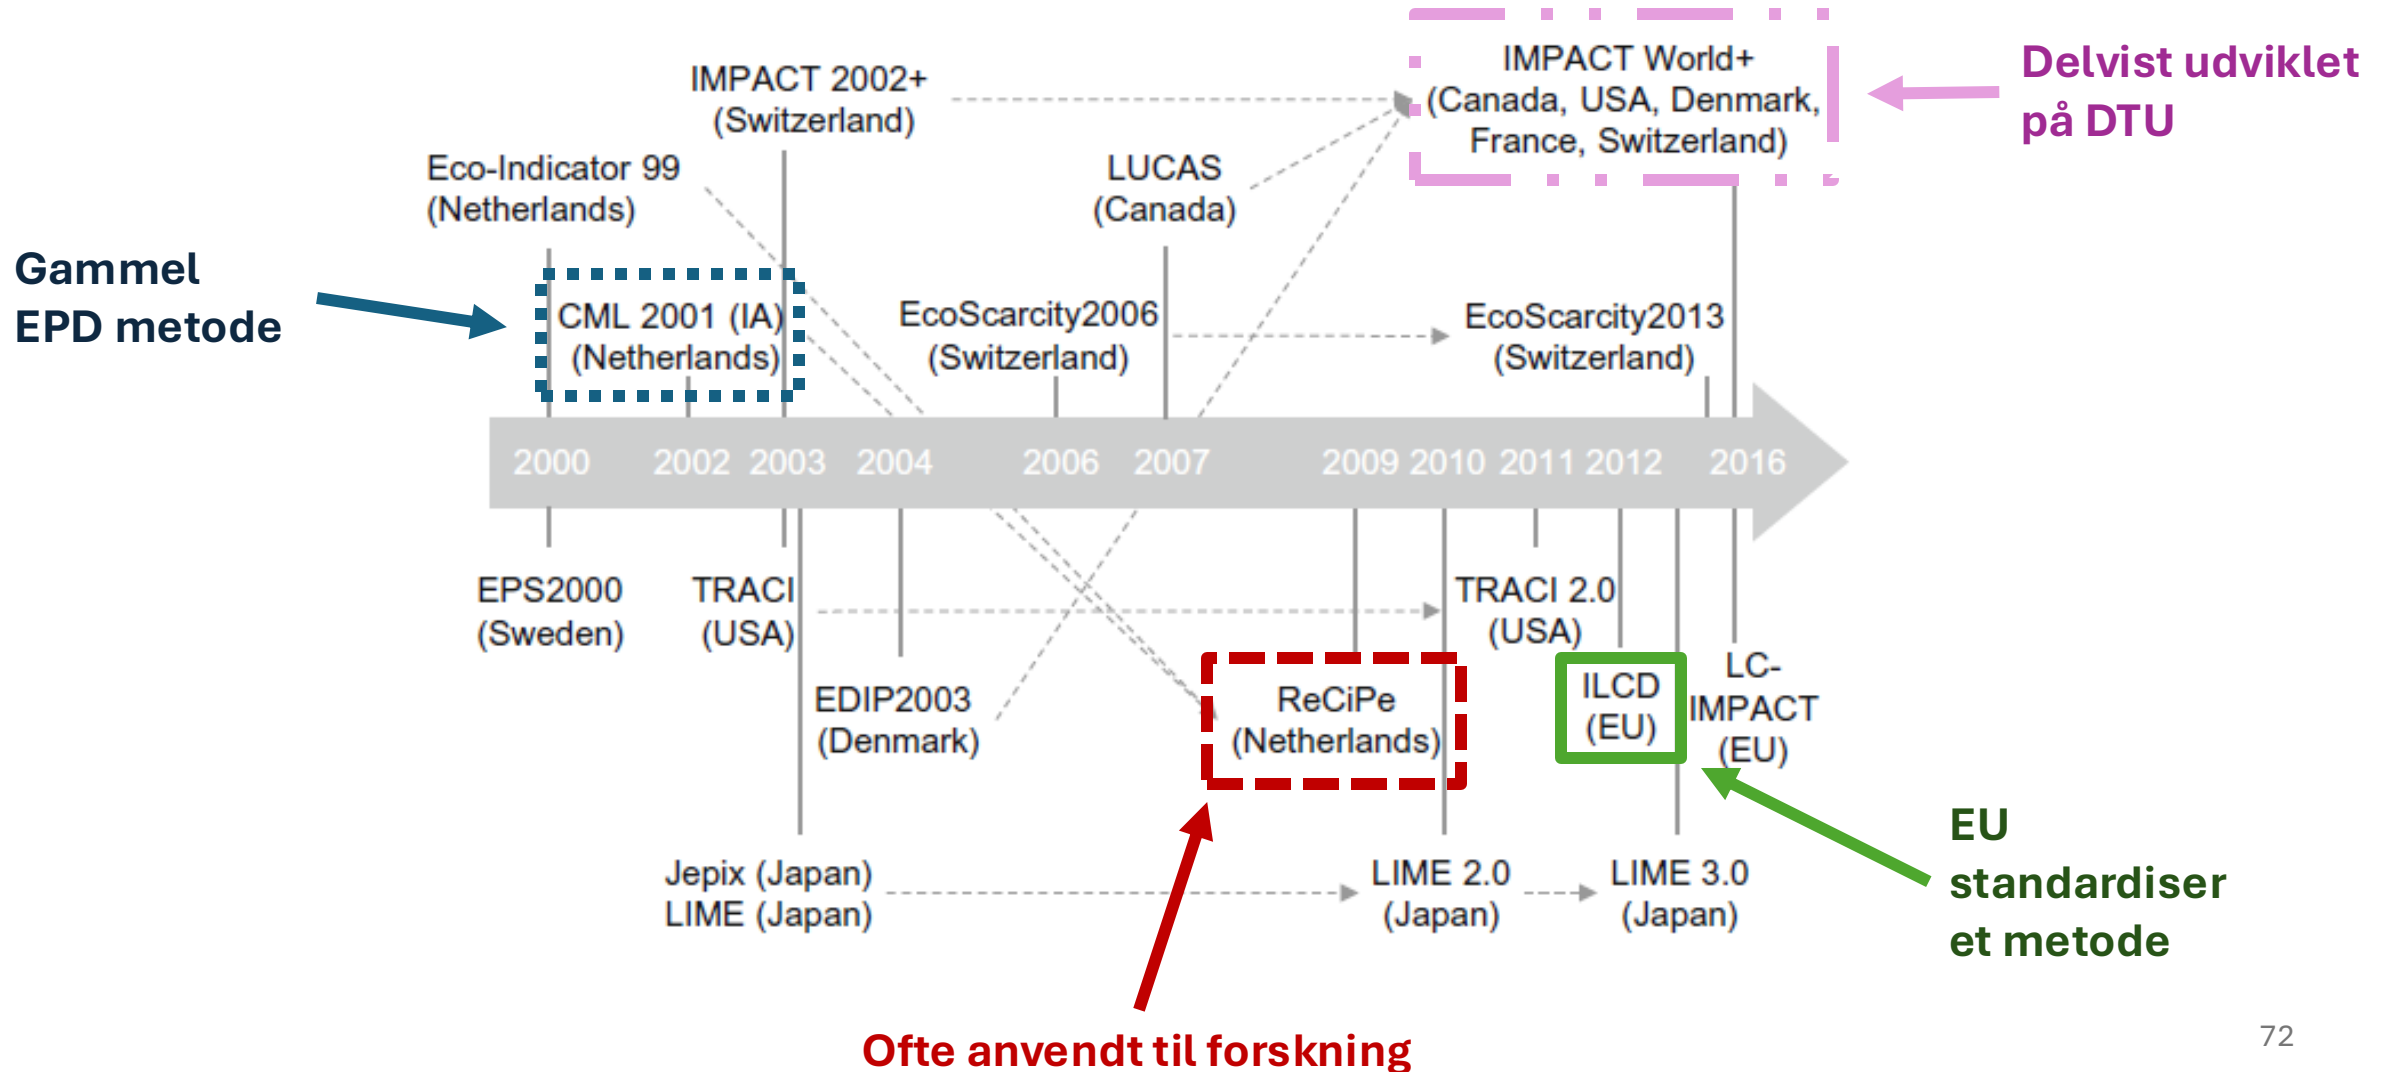 IMPACT World+
(Canada, USA, Denmark,
France, Switzerland)
Delvist udviklet
på DTU
IMPACT 2002+
(Switzerland)
Eco-Indicator 99
(Netherlands)
LUCAS
(Canada)
Gammel
EPD metode
CML 2001 (IA)
(Netherlands)
EcoScarcity2006
(Switzerland)
EcoScarcity2013
(Switzerland)
2000 2002 2003 2004 2006 2007 2009 2010 2011 2012 2016
EPS2000
(Sweden)
TRACI
(USA)
TRACI 2.0
(USA)
EDIP2003
(Denmark)
ReCiPe
(Netherlands)
ILCD
(EU)
LC-
IMPACT
(EU)
Jepix (Japan)
LIME (Japan)
LIME 2.0
(Japan)
LIME 3.0
(Japan)
EU
standardiser
et metode
Ofte anvendt til forskning
72